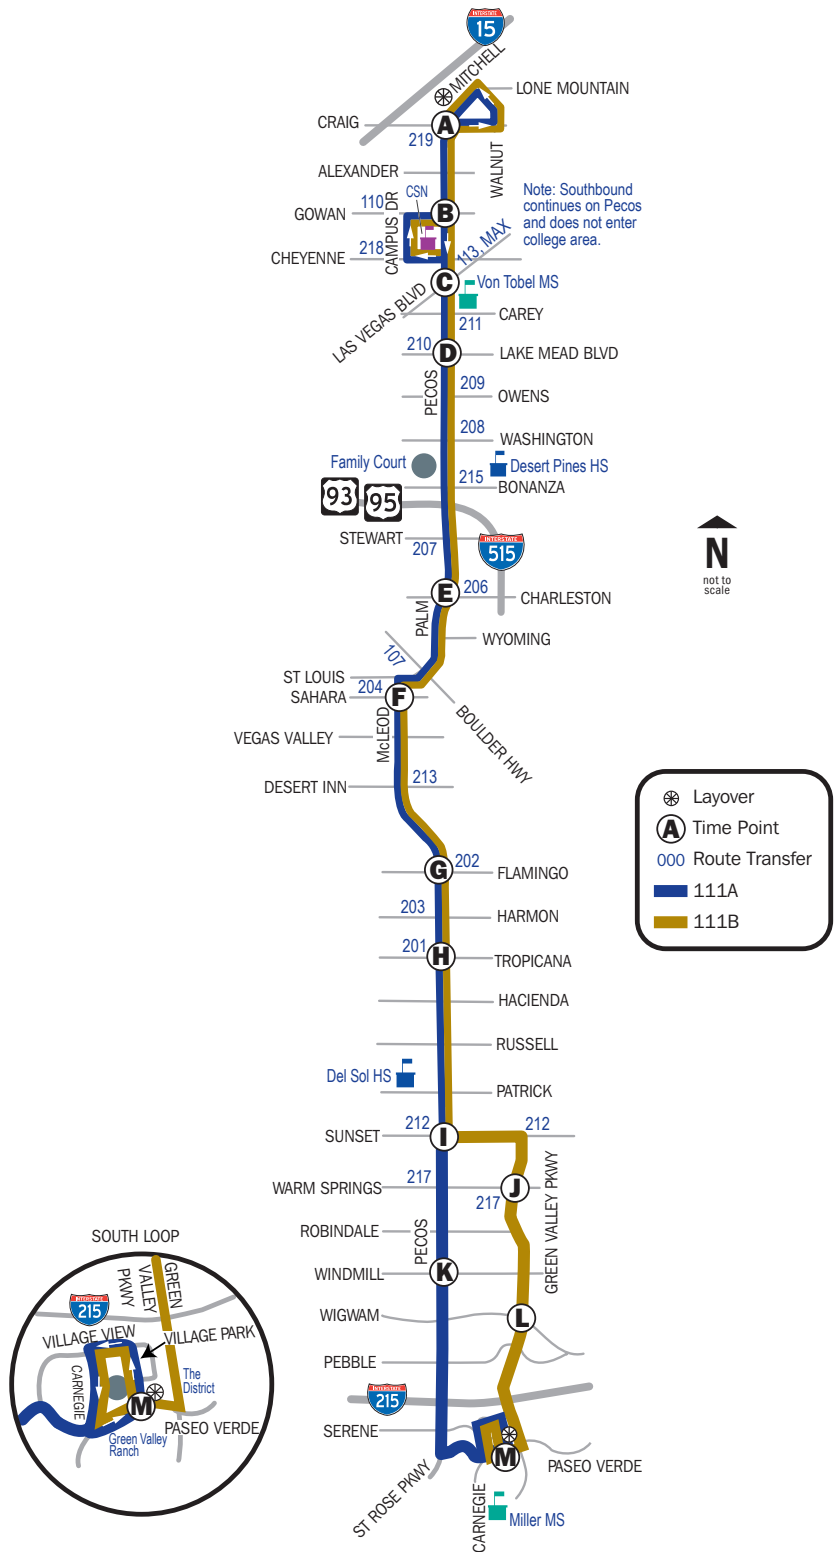 INTERSTATE
15
MITCHELL
LONE MOUNTAIN
CRAIG
A
219
WALNUT
ALEXANDER
CSN
110
GOWAN
B
CAMPUS DR
Note: Southbound
continues on Pecos
and does not enter
college area.
218
CHEYENNE
113, MAX
C
Von Tobel MS
LAS VEGAS BLVD
CAREY
211
210
D
LAKE MEAD BLVD
PECOS
209
OWENS
208
WASHINGTON
Family Court
Desert Pines HS
215
BONANZA
93
95
STEWART
207
INTERSTATE
515
N
not to
scale
E
206
CHARLESTON
PALM
WYOMING
107
ST LOUIS
204
SAHARA
F
BOULDER HWY
McLEOD
VEGAS VALLEY
DESERT INN
213
Layover
A
Time Point
000
Route Transfer
111A
111B
G
202
FLAMINGO
203
HARMON
201
H
TROPICANA
HACIENDA
RUSSELL
Del Sol HS
PATRICK
212
SUNSET
I
212
217
WARM SPRINGS
J
217
GREEN VALLEY PKWY
ROBINDALE
PECOS
WINDMILL
K
WIGWAM
L
PEBBLE
INTERSTATE
215
SERENE
M
PASEO VERDE
ST ROSE PKWY
CARNEGIE
Miller MS
SOUTH LOOP
GREEN
VALLEY
PKWY
INTERSTATE
215
VILLAGE VIEW
VILLAGE PARK
CARNEGIE
The
District
M
PASEO VERDE
Green Valley
Ranch